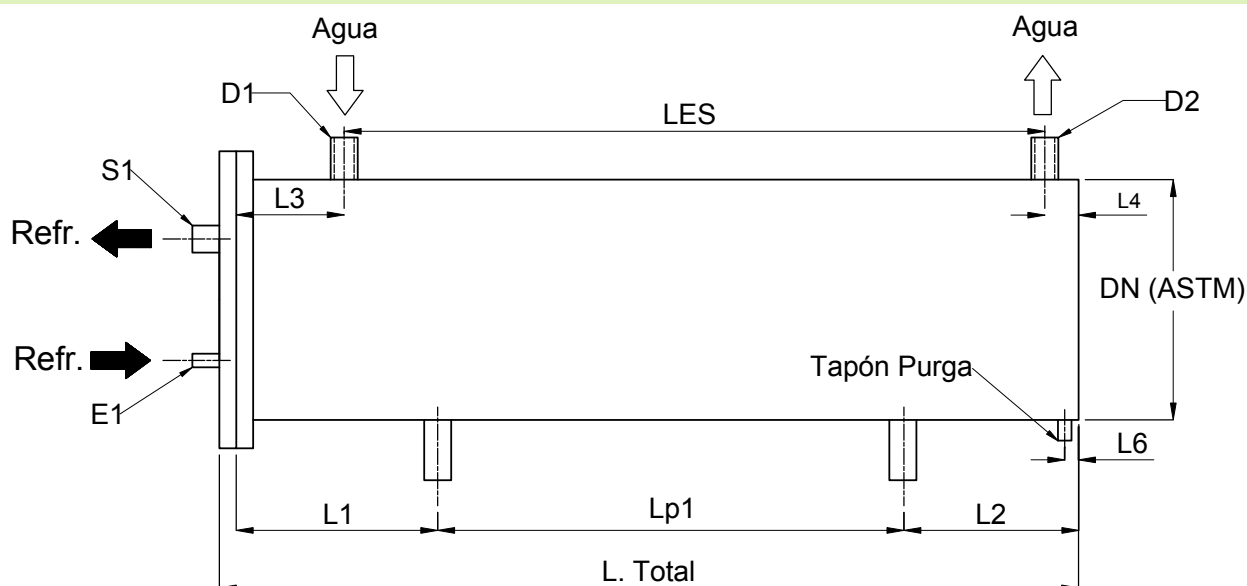 Agua
Agua
D1
LES
D2
S1
L3
L4
Refr.
DN (ASTM)
Refr.
Tapón Purga
E1
L6
L1
Lp1
L2
L. Total